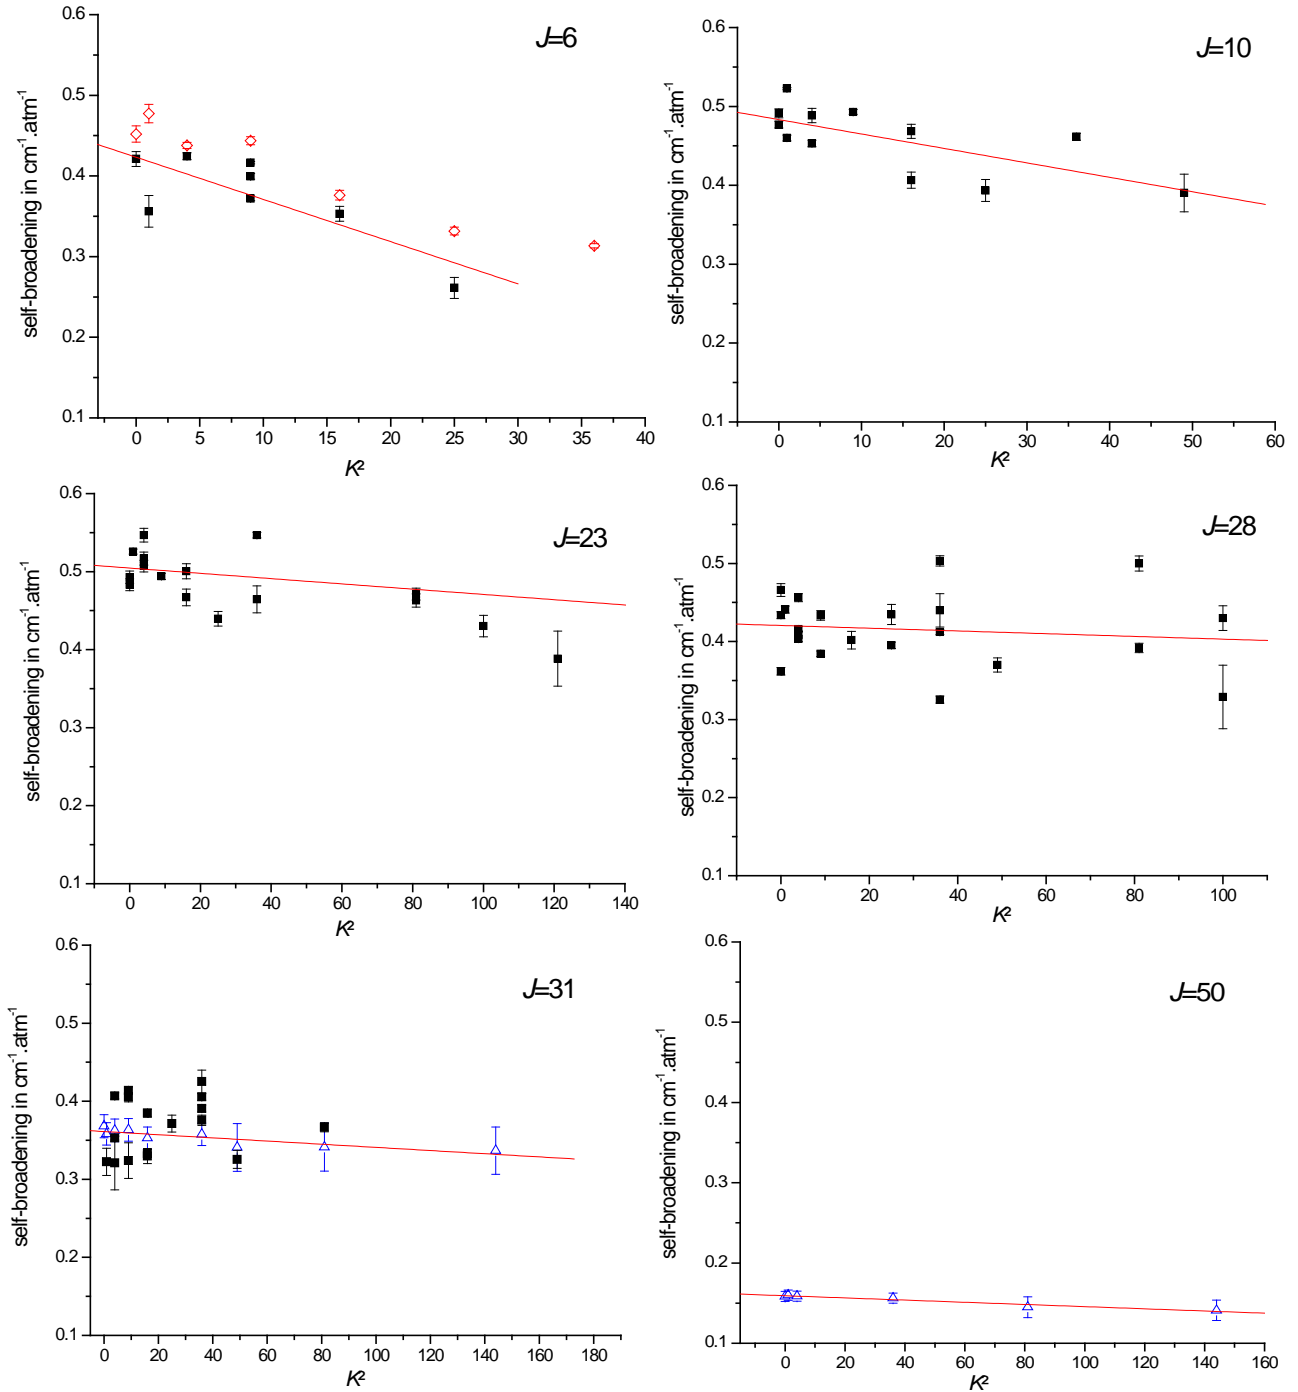 J=6
0.6
0.5
0.4
0.3
0.2
0.1
self-broadening in cm⁻¹.atm⁻¹
0 5 10 15 20 25 30 35 40
K²
J=10
0.6
0.5
0.4
0.3
0.2
0.1
self-broadening in cm⁻¹.atm⁻¹
0 10 20 30 40 50 60
K²
J=23
0.6
0.5
0.4
0.3
0.2
0.1
self-broadening in cm⁻¹.atm⁻¹
0 20 40 60 80 100 120 140
K²
J=28
0.6
0.5
0.4
0.3
0.2
0.1
self-broadening in cm⁻¹.atm⁻¹
0 20 40 60 80 100
K²
J=31
0.6
0.5
0.4
0.3
0.2
0.1
self-broadening in cm⁻¹.atm⁻¹
0 20 40 60 80 100 120 140 160 180
K²
J=50
0.6
0.5
0.4
0.3
0.2
0.1
self-broadening in cm⁻¹.atm⁻¹
0 20 40 60 80 100 120 140 160
K²